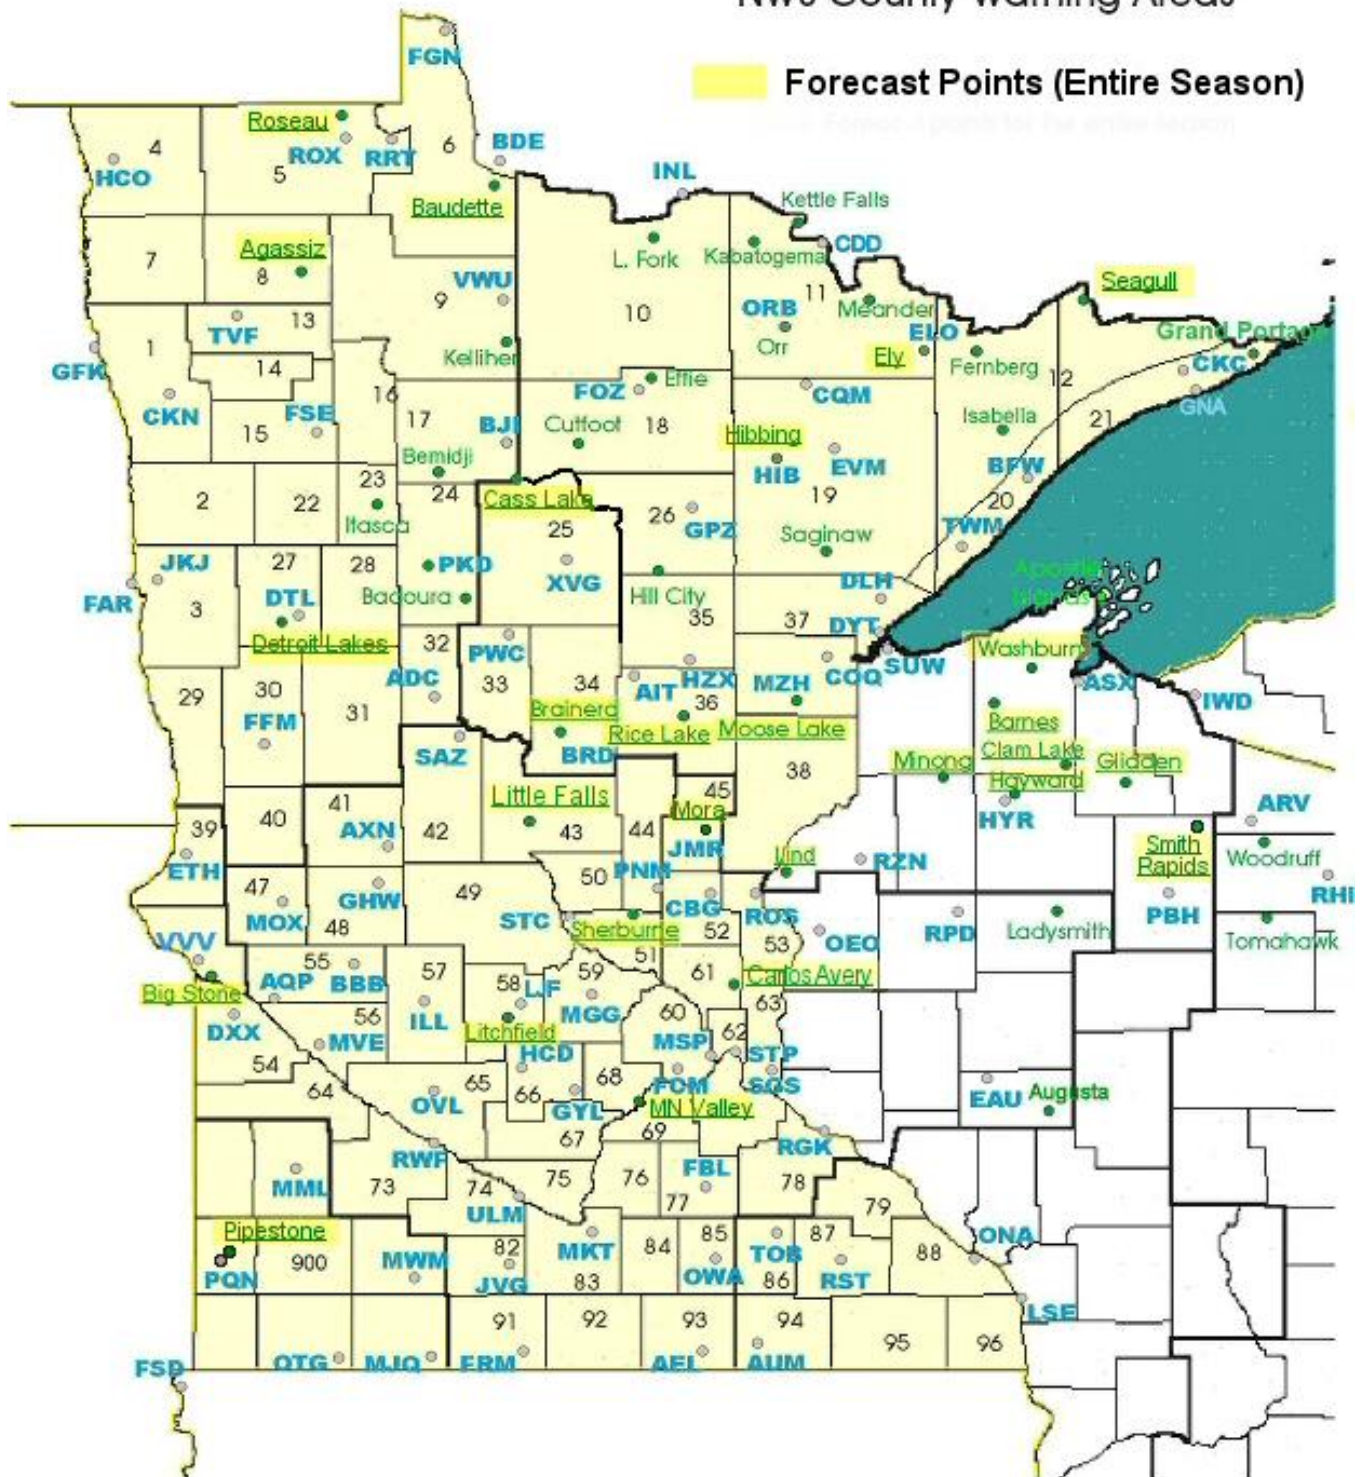 NWS County Warning Areas
Forecast Points (Entire Season)
FGN
Roseau
4
ROX
RRT
6
BDE
HCO
5
INL
Baudette
Kettle Falls
Agassiz
7
8
L. Fork
Kabatogema
CDD
VWU
9
11
Seagull
TVF
13
10
ORB
Meander
ELO
Grand Portage
1
Orr
Ely
Kelliher
GFK
14
Effie
Fernberg
12
CKC
16
FOZ
CQM
GNA
CKN
FSE
17
BJI
Cutfoot
18
Isabella
21
15
Hibbing
Bemidji
HIB
EVM
BFW
23
24
Cass Lake
19
20
2
22
Itasca
25
26
GPZ
TWM
Saginaw
JKJ
27
28
PKD
XVG
DLH
Apostle
Islands
FAR
3
DTL
Badoura
Hill City
35
37
DYT
Detroit Lakes
32
PWC
SUW
Washburn
29
30
ADC
33
34
AIT
HZX
MZH
COQ
ASX
IWD
FFM
31
Brainerd
36
Rice Lake
Moose Lake
Barnes
SAZ
BRD
Minong
Clam Lake
Glidden
38
Hayward
39
40
41
Little Falls
45
Mora
ARV
AXN
42
43
44
HYR
Smith
Rapids
ETH
JMR
Lind
RZN
Woodruff
47
GHW
49
50
PNM
RHI
MOX
48
STC
CBG
ROS
RPD
Ladysmith
PBH
VVV
Sherburne
52
53
OEO
Tomahawk
55
AQP
BBB
57
59
51
61
Carlos Avery
Big Stone
58
LJF
63
DXX
56
ILL
MGG
60
MVE
Litchfield
62
54
HCD
MSP
STP
64
65
66
68
FCM
SGS
EAU
Augusta
OVL
GYL
MN Valley
67
69
RWF
RGK
MML
73
74
75
76
FBL
77
78
79
ULM
Pipestone
82
MKT
84
85
87
88
ONA
900
MWM
TOB
PQN
JVG
83
OWA
86
RST
91
92
93
94
95
96
LSE
FSD
OTG
MJQ
FRM
AEL
AUM